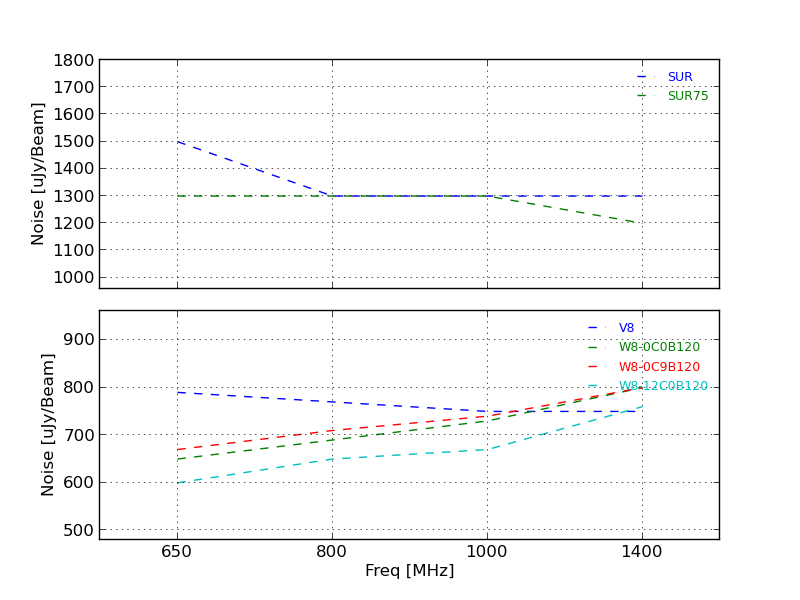 1800
1700
1600
1500
1400
1300
1200
1100
1000
Noise [uJy/Beam]
SUR
SUR75
900
800
700
600
500
Noise [uJy/Beam]
V8
W8-0C0B120
W8-0C9B120
W8-12C0B120
650 800 1000 1400
Freq [MHz]